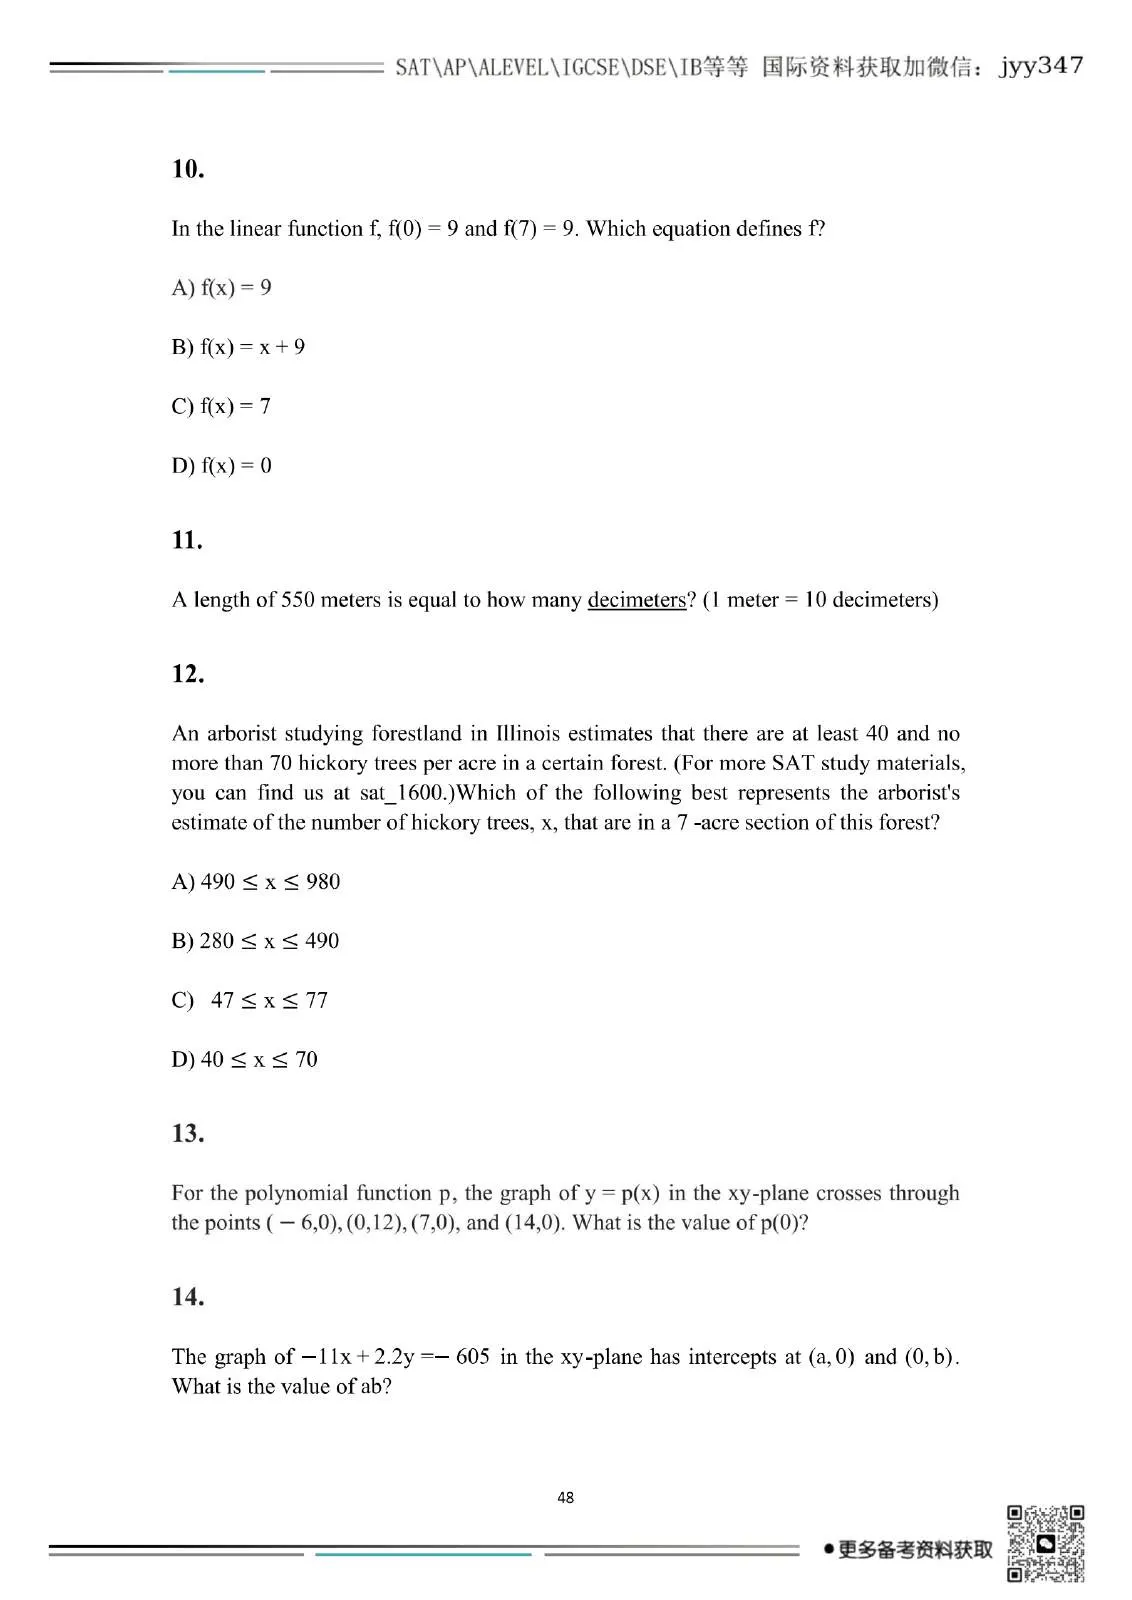 SAT\AP\ALEVEL\IGCSE\DSE\IB等等 国际资料获取加微信： jyy347
10.
In the linear function f, f(0) = 9 and f(7) = 9. Which equation defines f?
A) f(x) = 9
B) f(x) = x + 9
C) f(x) = 7
D) f(x) = 0
11.
A length of 550 meters is equal to how many decimeters? (1 meter = 10 decimeters)
12.
An arborist studying forestland in Illinois estimates that there are at least 40 and no
more than 70 hickory trees per acre in a certain forest. (For more SAT study materials,
you can find us at sat_1600.)Which of the following best represents the arborist's
estimate of the number of hickory trees, x, that are in a 7 -acre section of this forest?
A) 490 ≤ x ≤ 980
B) 280 ≤ x ≤ 490
C) 47 ≤ x ≤ 77
D) 40 ≤ x ≤ 70
13.
For the polynomial function p, the graph of y = p(x) in the xy-plane crosses through
the points ( − 6,0), (0,12), (7,0), and (14,0). What is the value of p(0)?
14.
The graph of −11x + 2.2y =− 605 in the xy-plane has intercepts at (a, 0) and (0, b).
What is the value of ab?
48
●更多备考资料获取